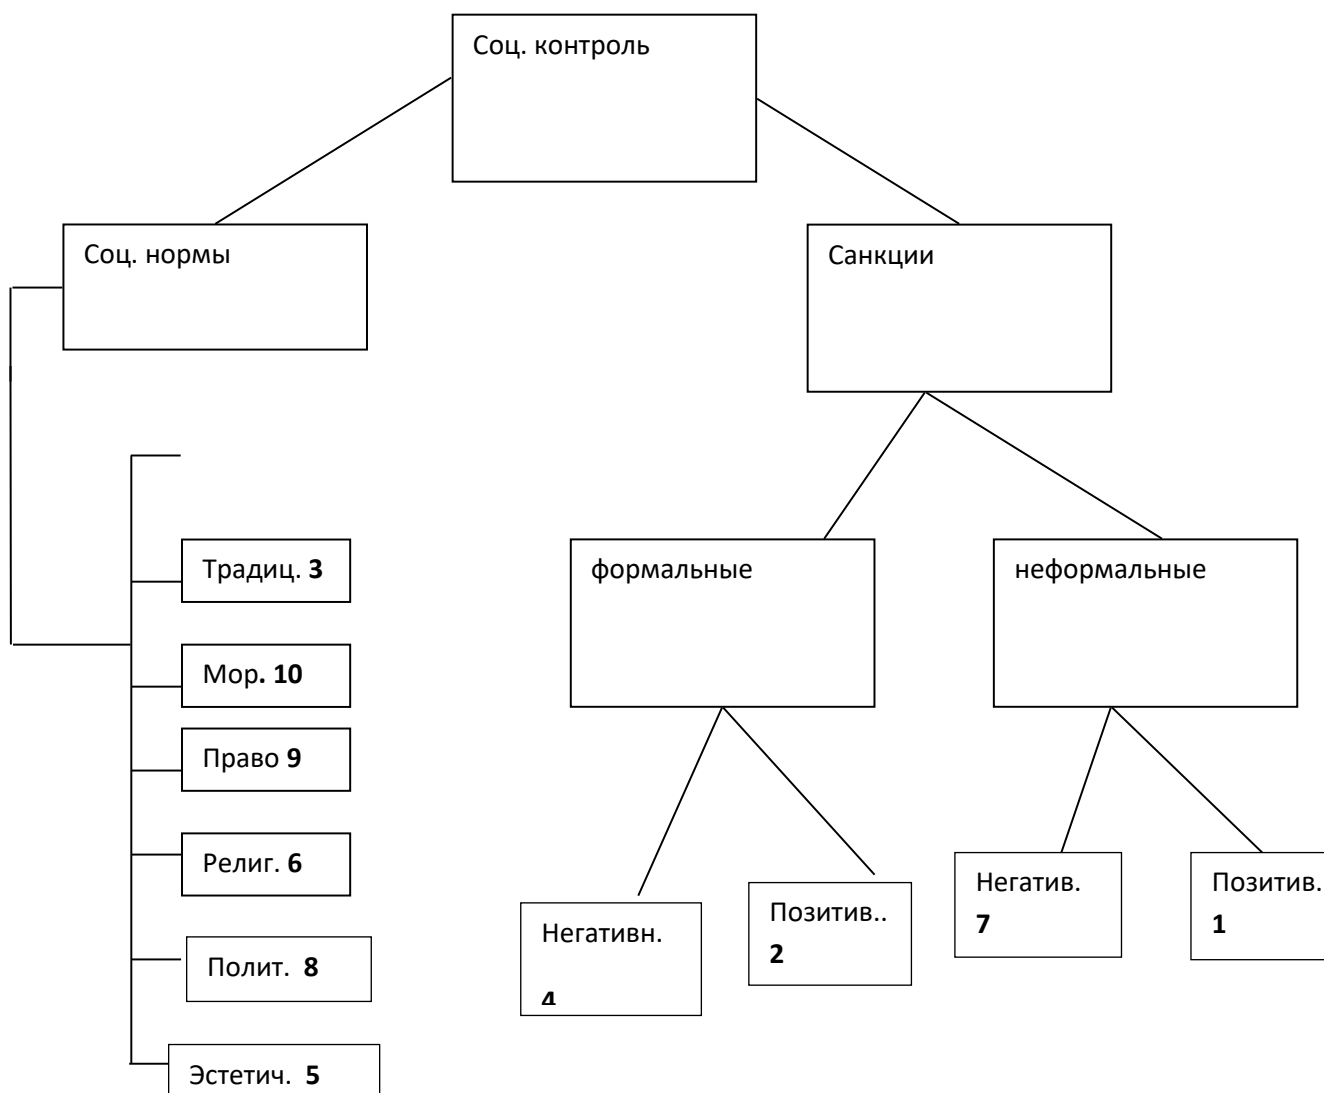 Соц. контроль
Соц. нормы
Санкции
формальные
неформальные
Традиц. 3
Мор. 10
Право 9
Религ. 6
Полит. 8
Эстетич. 5
Негативн.
4
Позитив..
2
Негатив.
7
Позитив.
1